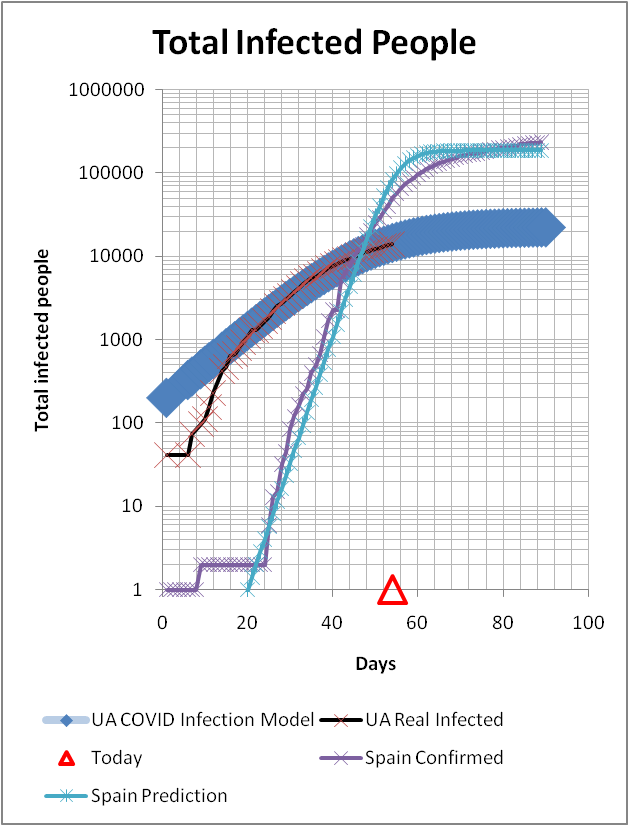 Total Infected People
1000000
100000
10000
1000
100
10
1
0 20 40 60 80 100
Total infected people
Days
UA COVID Infection Model UA Real Infected
Today Spain Confirmed
Spain Prediction